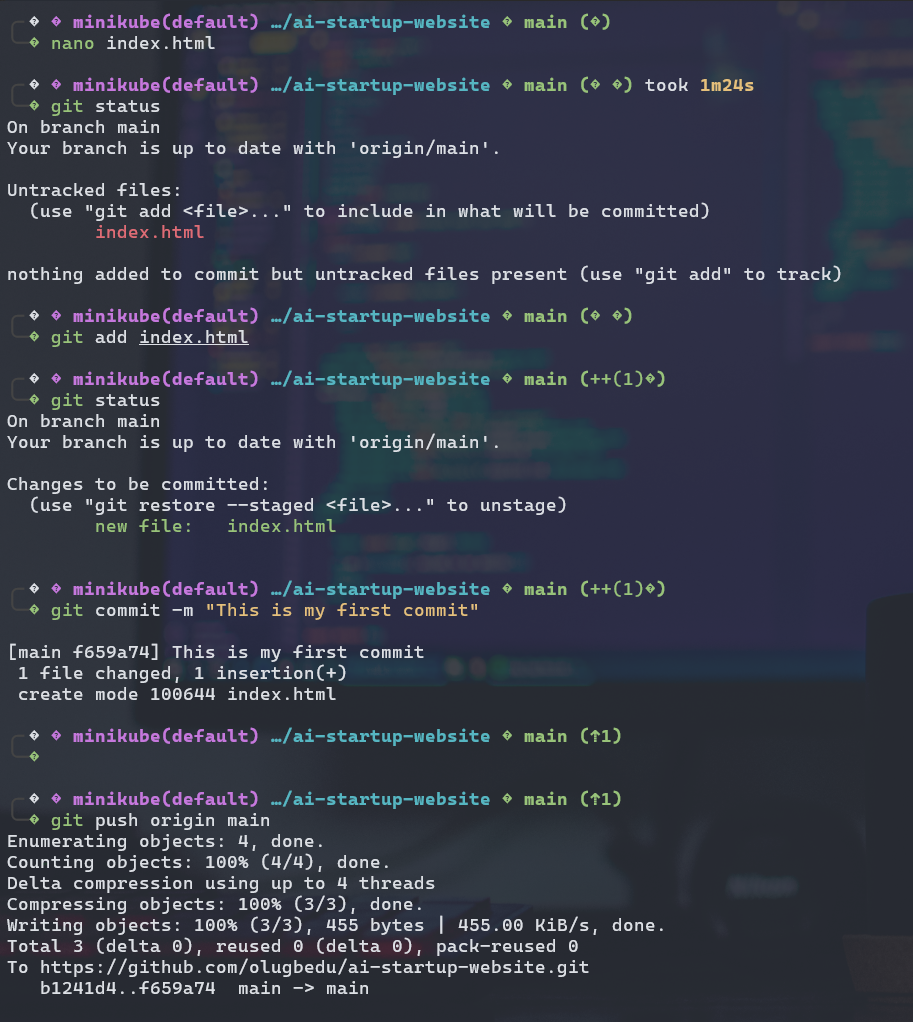 � � minikube(default) …/ai-startup-website � main (�)
� nano index.html
� � minikube(default) …/ai-startup-website � main (� �) took 1m24s
� git status
On branch main
Your branch is up to date with 'origin/main'.
Untracked files:
(use "git add <file>..." to include in what will be committed)
index.html
nothing added to commit but untracked files present (use "git add" to track)
� � minikube(default) …/ai-startup-website � main (� �)
� git add index.html
� � minikube(default) …/ai-startup-website � main (++(1)�)
� git status
On branch main
Your branch is up to date with 'origin/main'.
Changes to be committed:
(use "git restore --staged <file>..." to unstage)
new file:   index.html
� � minikube(default) …/ai-startup-website � main (++(1)�)
� git commit -m "This is my first commit"
[main f659a74] This is my first commit
1 file changed, 1 insertion(+)
create mode 100644 index.html
� � minikube(default) …/ai-startup-website � main (↑1)
�
� � minikube(default) …/ai-startup-website � main (↑1)
� git push origin main
Enumerating objects: 4, done.
Counting objects: 100% (4/4), done.
Delta compression using up to 4 threads
Compressing objects: 100% (3/3), done.
Writing objects: 100% (3/3), 455 bytes | 455.00 KiB/s, done.
Total 3 (delta 0), reused 0 (delta 0), pack-reused 0
To https://github.com/olugbedu/ai-startup-website.git
b1241d4..f659a74  main -> main